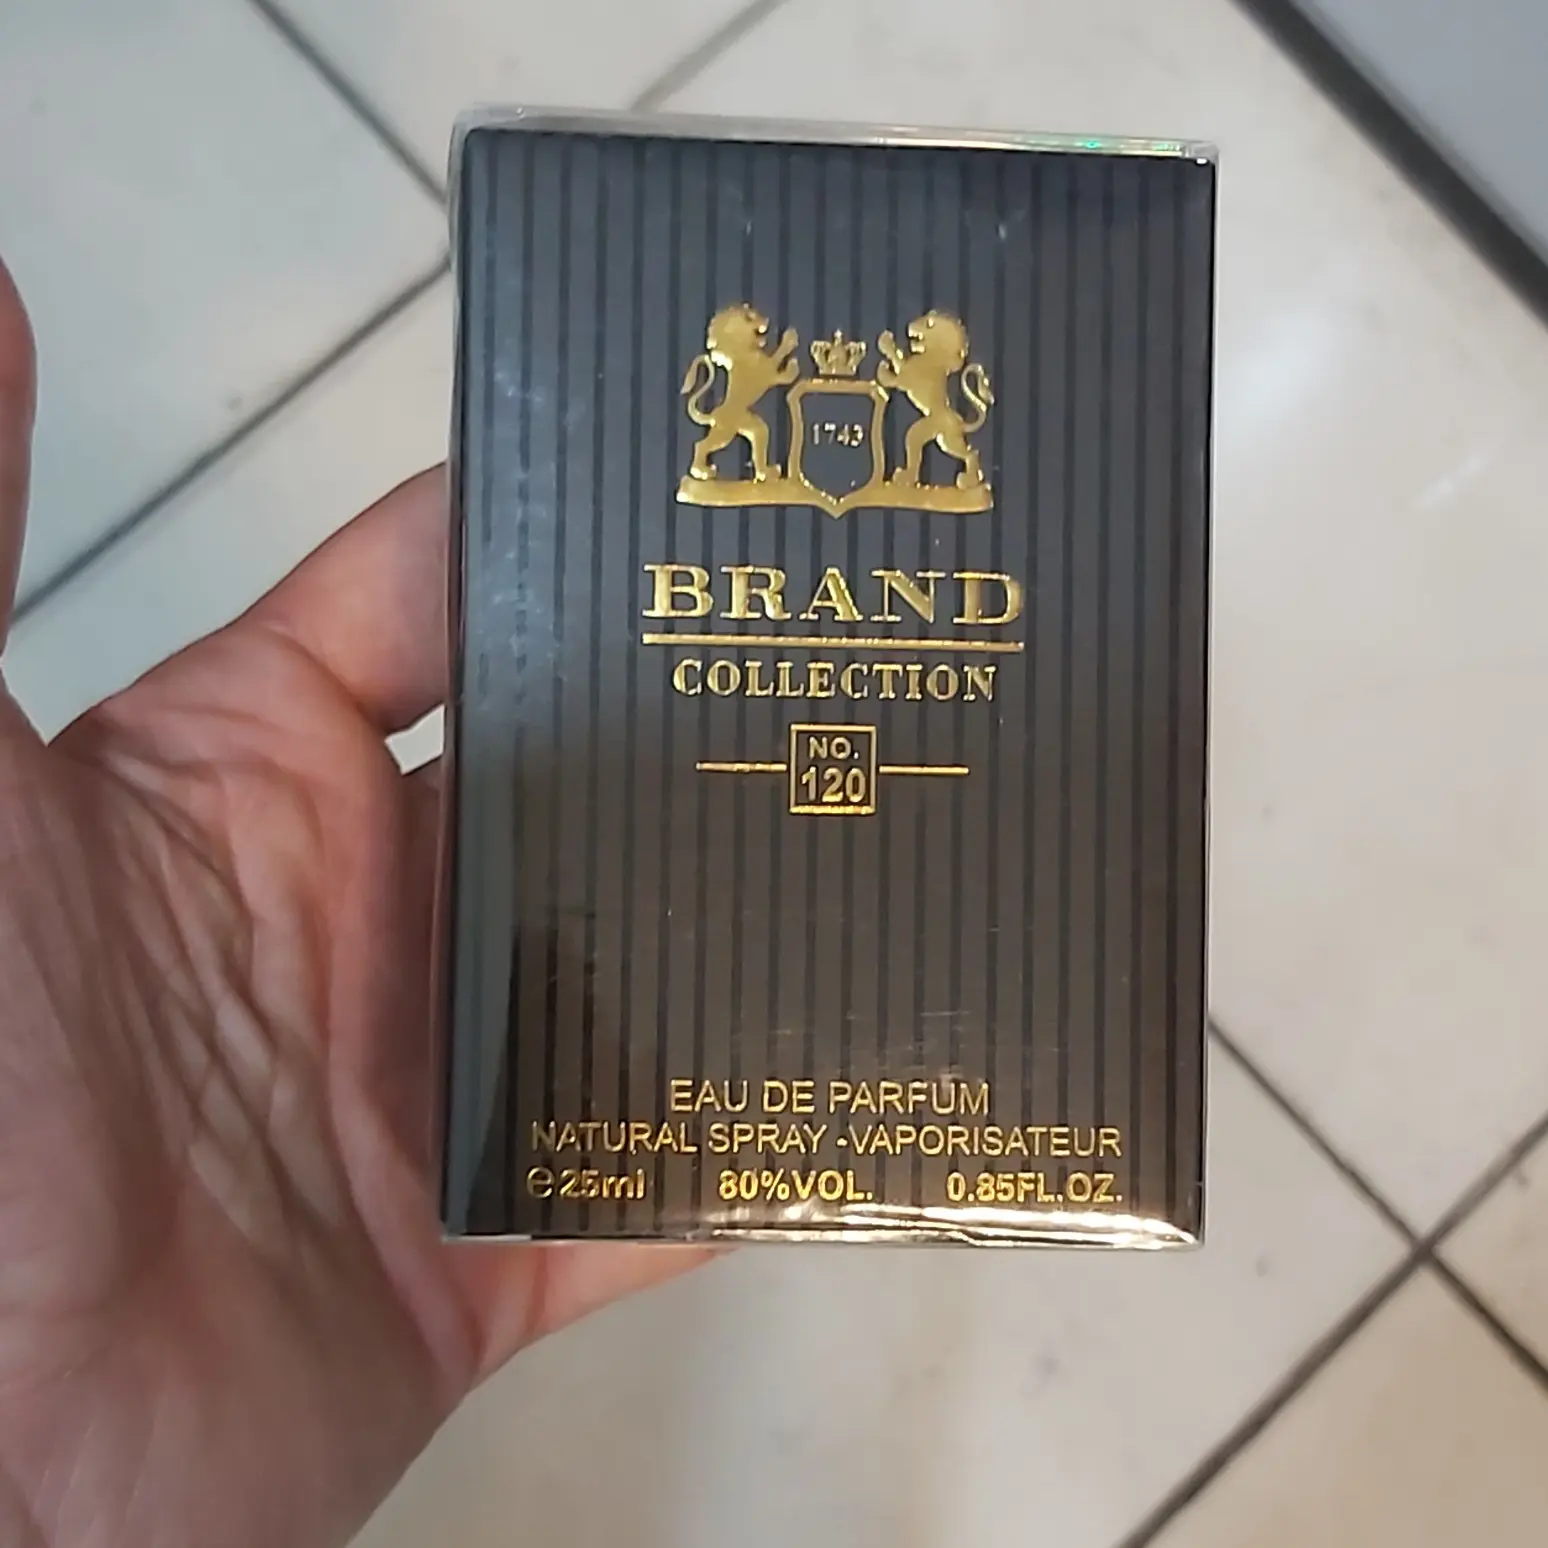 1743
BRAND
COLLECTION
NO.
120
EAU DE PARFUM
NATURAL SPRAY -VAPORISATEUR
e 25ml 80%VOL. 0.85FL.OZ.